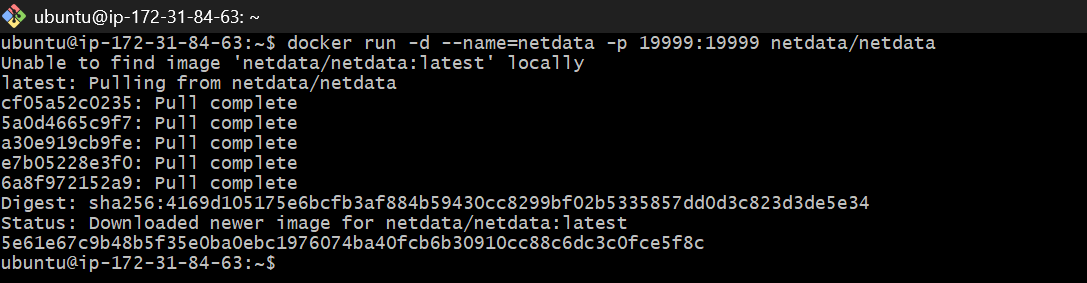 ubuntu@ip-172-31-84-63: ~
ubuntu@ip-172-31-84-63:~$ docker run -d --name=netdata -p 19999:19999 netdata/netdata
Unable to find image 'netdata/netdata:latest' locally
latest: Pulling from netdata/netdata
cf05a52c0235: Pull complete
5a0d4665c9f7: Pull complete
a30e919cb9fe: Pull complete
e7b05228e3f0: Pull complete
6a8f972152a9: Pull complete
Digest: sha256:4169d105175e6bcfb3af884b59430cc8299bf02b5335857dd0d3c823d3de5e34
Status: Downloaded newer image for netdata/netdata:latest
5e61e67c9b48b5f35e0ba0ebc1976074ba40fcb6b30910cc88c6dc3c0fce5f8c
ubuntu@ip-172-31-84-63:~$